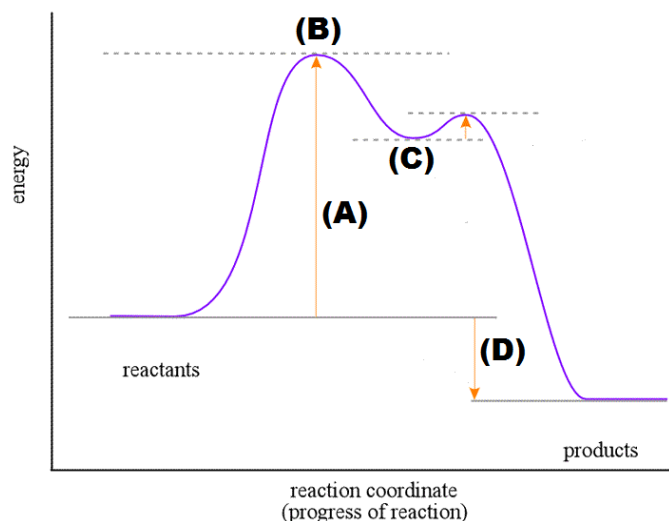 (B)
(C)
energy
(A)
(D)
reactants
products
reaction coordinate
(progress of reaction)